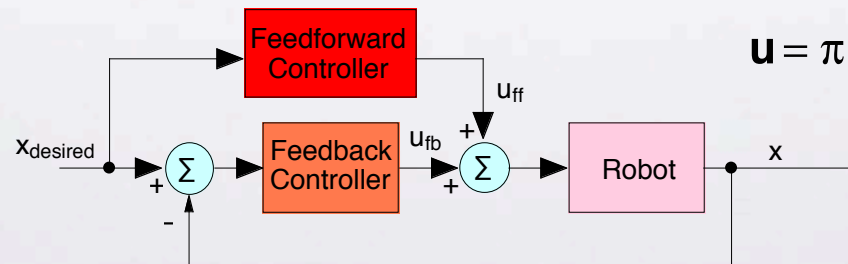 Feedforward
Controller
u = π
u_ff
x_desired
+
Σ
-
Feedback
Controller
u_fb
+
+
Σ
Robot
x